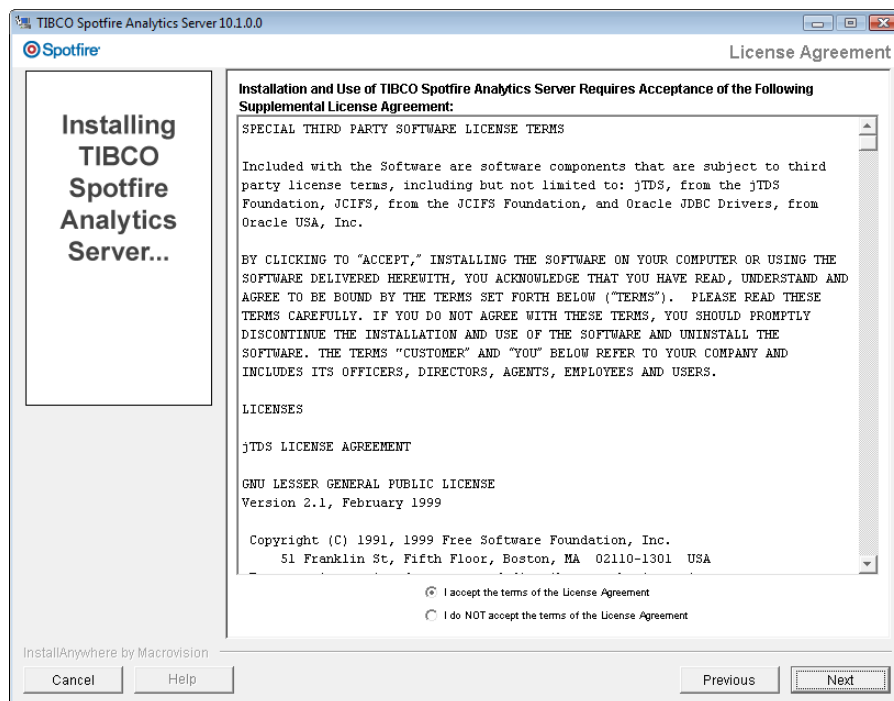 TIBCO Spotfire Analytics Server 10.1.0.0
Spotfire
License Agreement
Installing
TIBCO
Spotfire
Analytics
Server...
Installation and Use of TIBCO Spotfire Analytics Server Requires Acceptance of the Following
Supplemental License Agreement:
SPECIAL THIRD PARTY SOFTWARE LICENSE TERMS
Included with the Software are software components that are subject to third
party license terms, including but not limited to: jTDS, from the jTDS
Foundation, JCIFS, from the JCIFS Foundation, and Oracle JDBC Drivers, from
Oracle USA, Inc.
BY CLICKING TO “ACCEPT,” INSTALLING THE SOFTWARE ON YOUR COMPUTER OR USING THE
SOFTWARE DELIVERED HEREWITH, YOU ACKNOWLEDGE THAT YOU HAVE READ, UNDERSTAND AND
AGREE TO BE BOUND BY THE TERMS SET FORTH BELOW (“TERMS”).  PLEASE READ THESE
TERMS CAREFULLY. IF YOU DO NOT AGREE WITH THESE TERMS, YOU SHOULD PROMPTLY
DISCONTINUE THE INSTALLATION AND USE OF THE SOFTWARE AND UNINSTALL THE
SOFTWARE. THE TERMS “CUSTOMER” AND “YOU” BELOW REFER TO YOUR COMPANY AND
INCLUDES ITS OFFICERS, DIRECTORS, AGENTS, EMPLOYEES AND USERS.
LICENSES
jTDS LICENSE AGREEMENT
GNU LESSER GENERAL PUBLIC LICENSE
Version 2.1, February 1999
Copyright (C) 1991, 1999 Free Software Foundation, Inc.
51 Franklin St, Fifth Floor, Boston, MA  02110-1301  USA
I accept the terms of the License Agreement
I do NOT accept the terms of the License Agreement
InstallAnywhere by Macrovision
Cancel
Help
Previous
Next